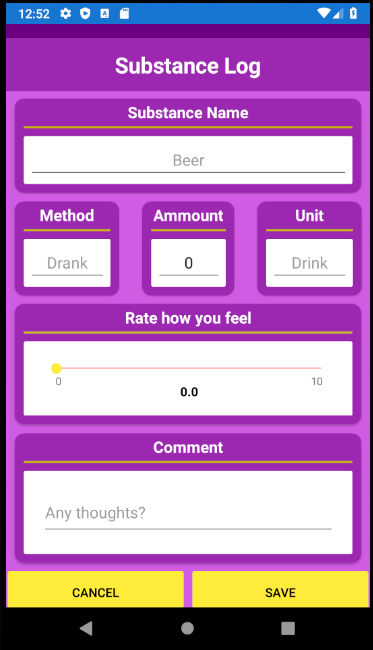 12:52
Substance Log
Substance Name
Beer
Method Ammount Unit
Drank 0 Drink
Rate how you feel
0 10
0.0
Comment
Any thoughts?
CANCEL SAVE